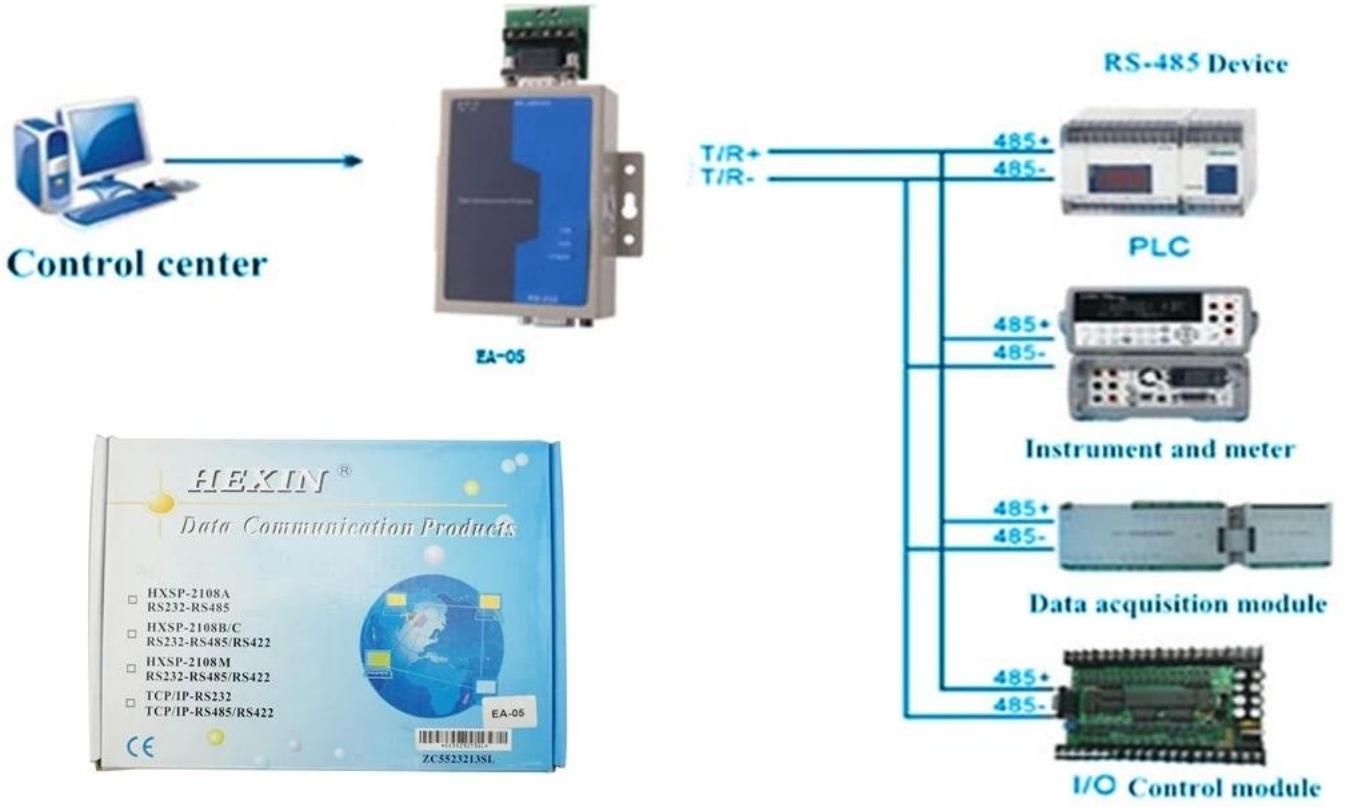 Control center
EA-05
RS-232
T/R+
T/R-
RS-485 Device
485+
485-
PLC
485+
485-
Instrument and meter
485+
485-
Data acquisition module
485+
485-
I/O Control module
HEXIN ®
Data Communication Products
HXSP-2108A
RS232-RS485
HXSP-2108B/C
RS232-RS485/RS422
HXSP-2108M
RS232-RS485/RS422
TCP/IP-RS232
TCP/IP-RS485/RS422
CE
EA-05
ZC5523213SL